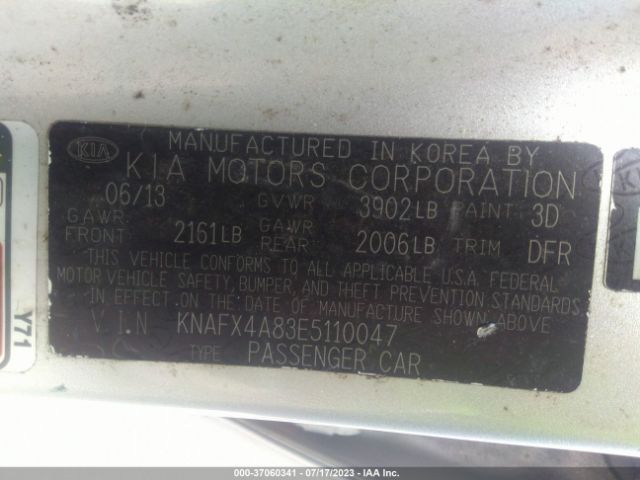 KIA
MANUFACTURED IN KOREA BY
KIA MOTORS CORPORATION
06/13 GVWR 3902LB PAINT 3D
GAWR FRONT 2161LB GAWR REAR 2006LB TRIM DFR
THIS VEHICLE CONFORMS TO ALL APPLICABLE U.S.A. FEDERAL
MOTOR VEHICLE SAFETY, BUMPER, AND THEFT PREVENTION STANDARDS
IN EFFECT ON THE DATE OF MANUFACTURE SHOWN ABOVE.
V.I.N KNAFX4A83E5110047
TYPE PASSENGER CAR
Y71
000-37060341 - 07/17/2023 - IAA Inc.